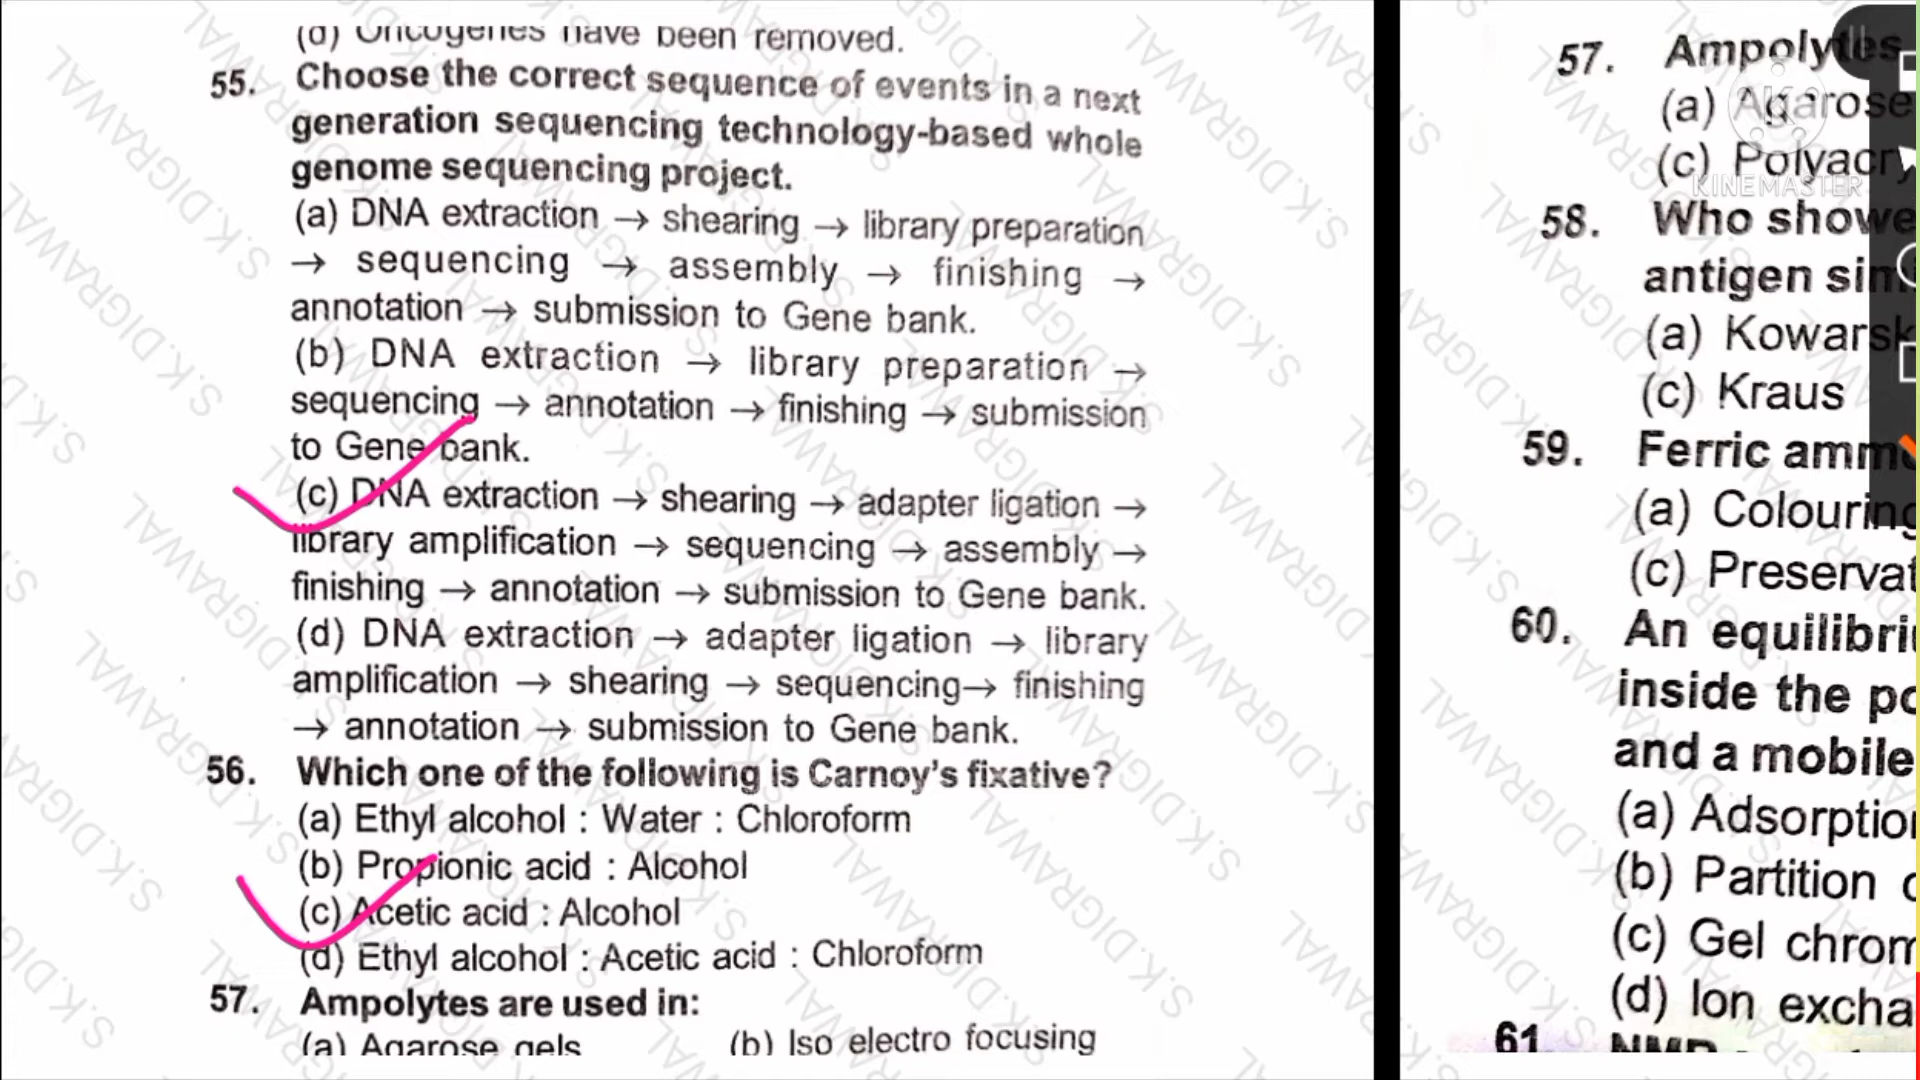 (d) Oncogenes have been removed.
55. Choose the correct sequence of events in a next
generation sequencing technology-based whole
genome sequencing project.
(a) DNA extraction → shearing → library preparation
→ sequencing → assembly → finishing →
annotation → submission to Gene bank.
(b) DNA extraction → library preparation →
sequencing → annotation → finishing → submission
to Gene bank.
(c) DNA extraction → shearing → adapter ligation →
library amplification → sequencing → assembly →
finishing → annotation → submission to Gene bank.
(d) DNA extraction → adapter ligation → library
amplification → shearing → sequencing→ finishing
→ annotation → submission to Gene bank.
56. Which one of the following is Carnoy's fixative?
(a) Ethyl alcohol : Water : Chloroform
(b) Propionic acid : Alcohol
(c) Acetic acid : Alcohol
(d) Ethyl alcohol : Acetic acid : Chloroform
57. Ampolytes are used in:
(a) Agarose gels (b) Iso electro focusing
57. Ampolytes
(a) Agarose
(c) Polyacry
KINEMASTER
58. Who showe
antigen sim
(a) Kowarsk
(c) Kraus
59. Ferric ammo
(a) Colouring
(c) Preservat
60. An equilibri
inside the po
and a mobile
(a) Adsorptio
(b) Partition c
(c) Gel chrom
(d) Ion excha
61. NMR
S.K.DIGRAWAL